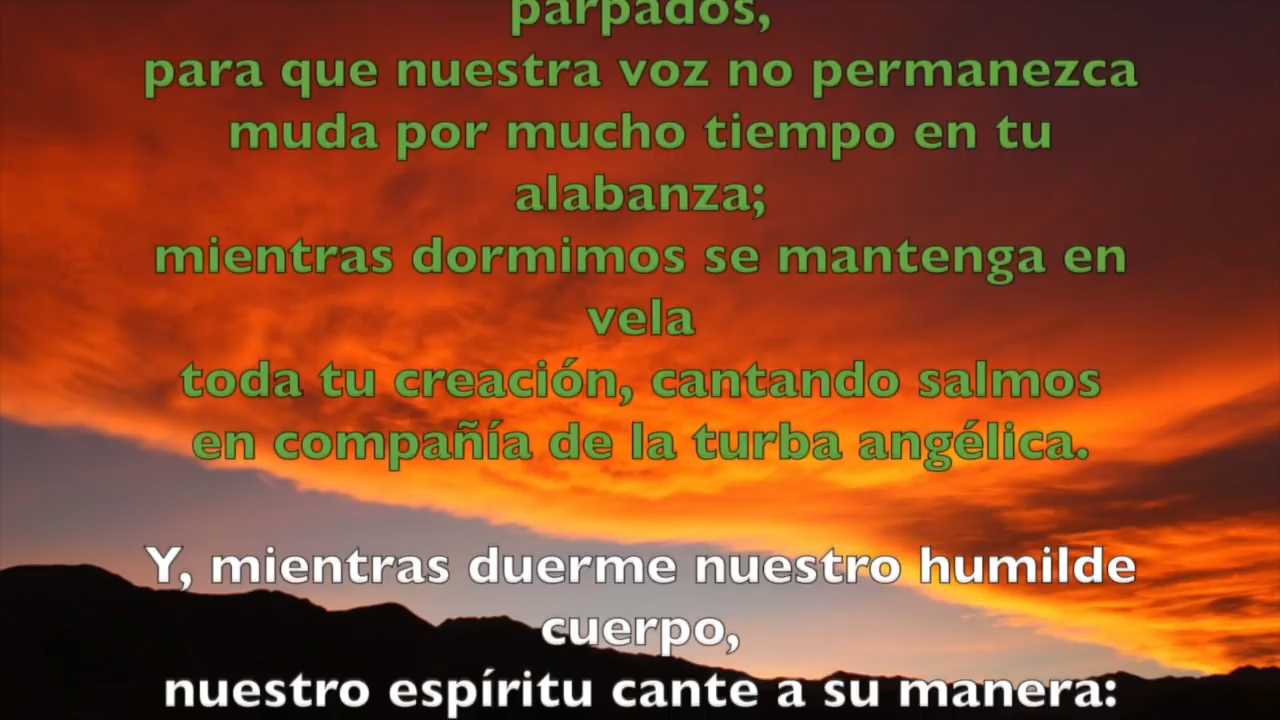 párpados,
para que nuestra voz no permanezca
muda por mucho tiempo en tu
alabanza;
mientras dormimos se mantenga en
vela
toda tu creación, cantando salmos
en compañía de la turba angélica.
Y, mientras duerme nuestro humilde
cuerpo,
nuestro espíritu cante a su manera: